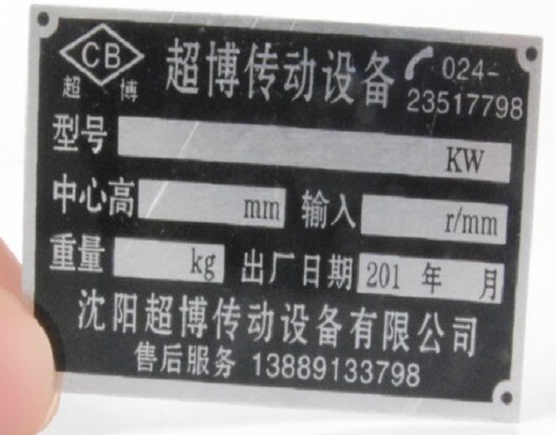 CB
超博
超博传动设备 024-
23517798
型号 KW
中心高 mm 输入 r/mm
重量 kg 出厂日期 201 年 月
沈阳超博传动设备有限公司
售后服务 13889133798